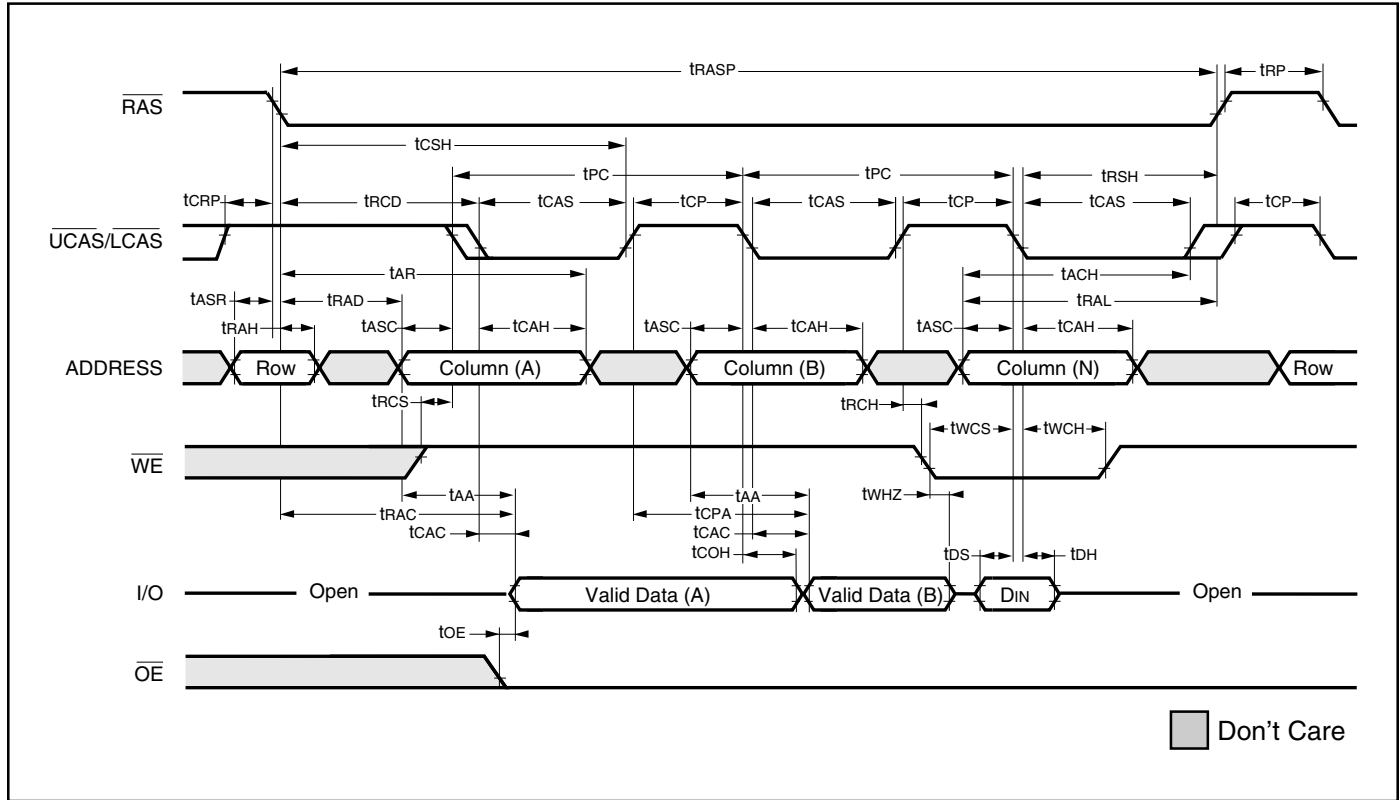 tRASP
tRP
RAS
tCSH
tPC
tPC
tRSH
tCRP
tRCD
tCAS
tCP
tCAS
tCP
tCAS
tCP
UCAS/LCAS
tAR
tACH
tASR
tRAD
tRAL
tRAH
tASC
tCAH
tASC
tCAH
tASC
tCAH
ADDRESS
Row
Column (A)
Column (B)
Column (N)
Row
tRCS
tRCH
tWCS
tWCH
WE
tAA
tAA
tWHZ
tRAC
tCPA
tCAC
tCAC
tCOH
tDS
tDH
I/O
Open
Valid Data (A)
Valid Data (B)
DIN
Open
tOE
OE
Don't Care